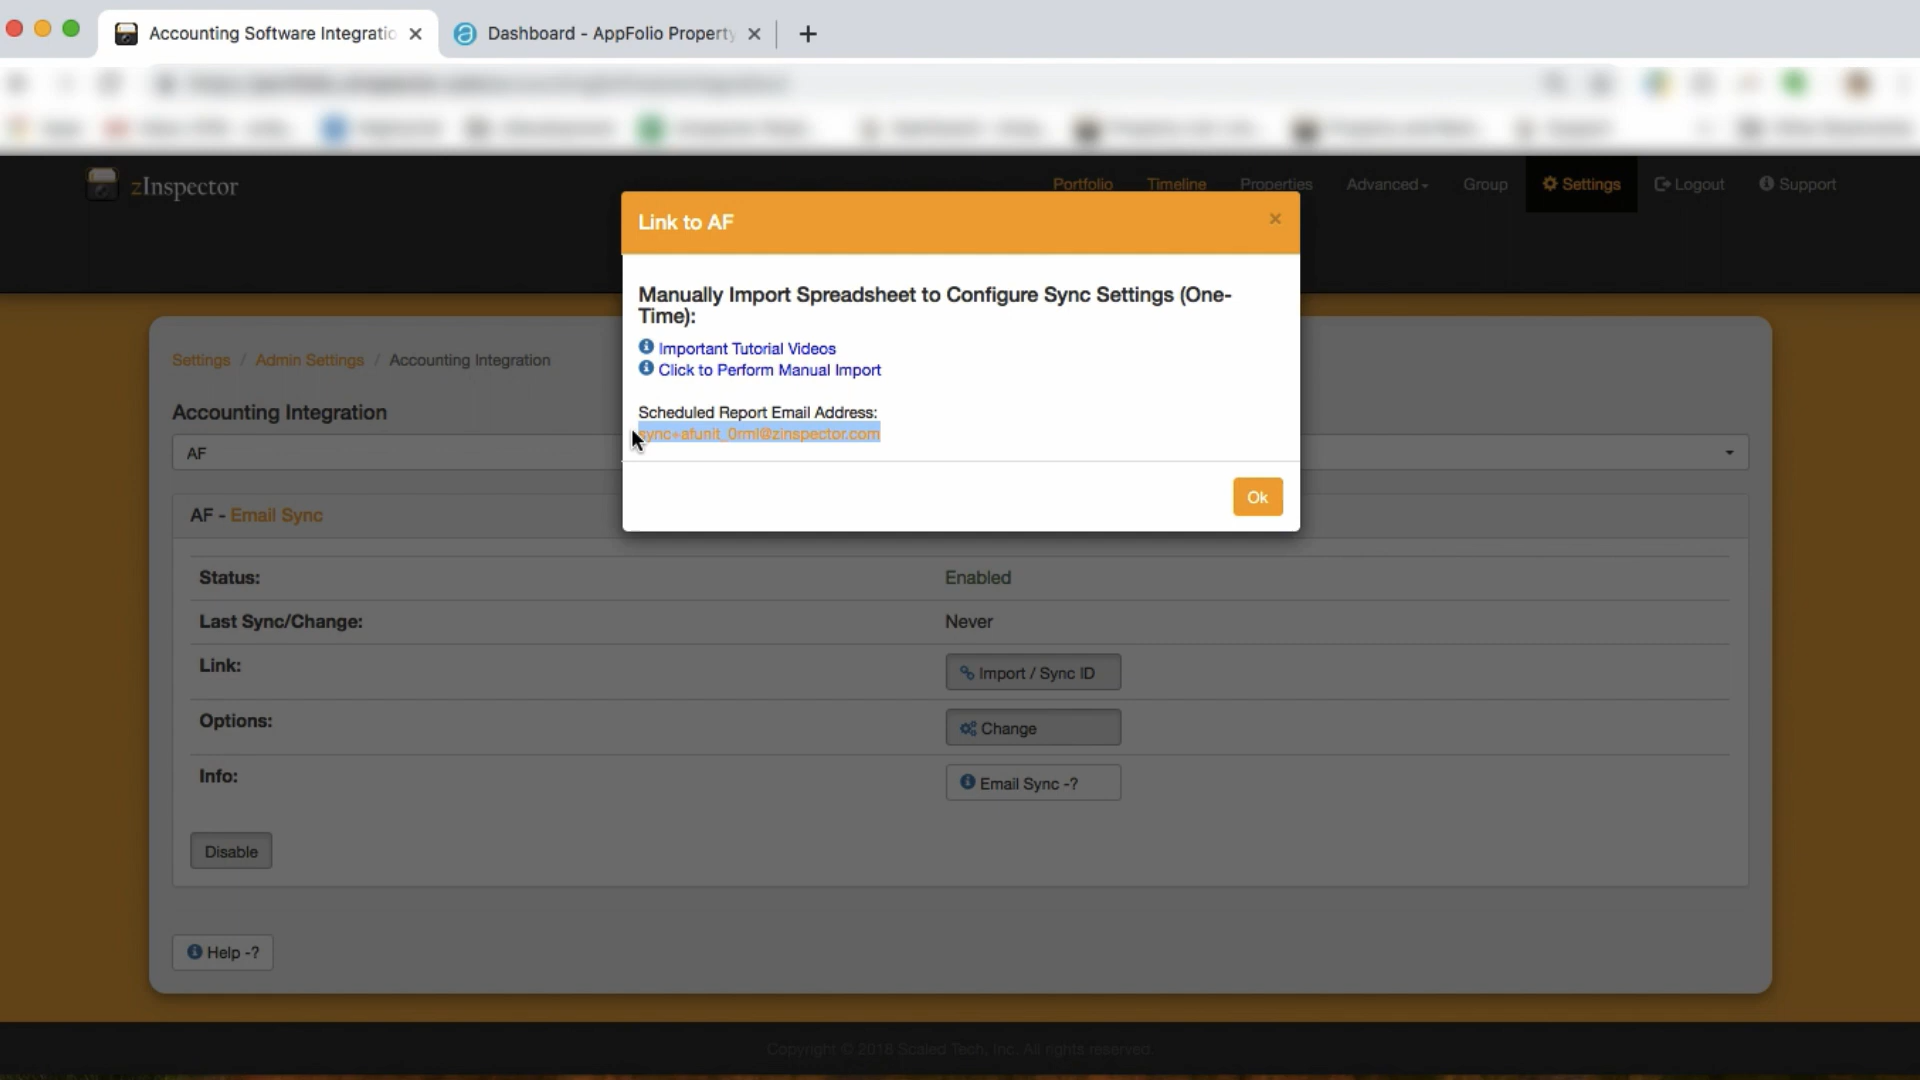 Accounting Software Integratio
Dashboard - AppFolio Property
zInspector
Portfolio Timeline Properties Advanced Group Settings Logout Support
Link to AF
×
Manually Import Spreadsheet to Configure Sync Settings (One-
Time):
Important Tutorial Videos
Click to Perform Manual Import
Scheduled Report Email Address:
sync+afunit_0rml@zinspector.com
Ok
Settings / Admin Settings / Accounting Integration
Accounting Integration
AF
AF - Email Sync
Status: Enabled
Last Sync/Change: Never
Link: Import / Sync ID
Options: Change
Info: Email Sync -?
Disable
Help -?
Copyright © 2018 Scaled Tech, Inc. All rights reserved.